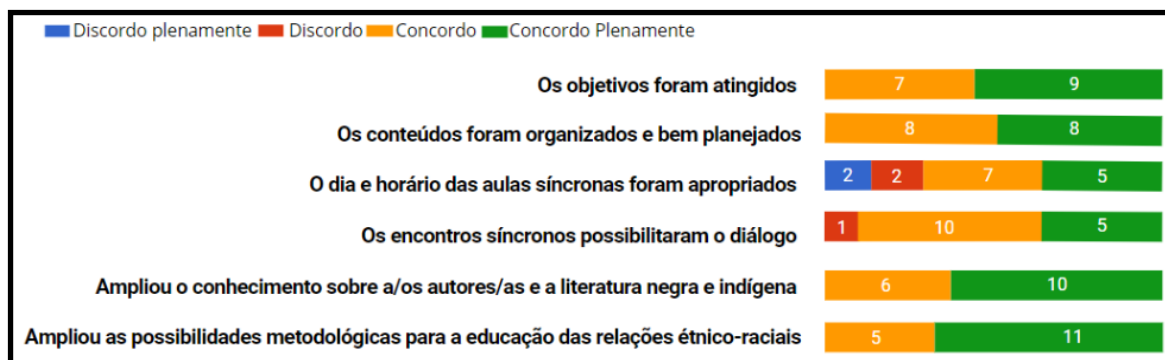 Discordo plenamente Discordo Concordo Concordo Plenamente
Os objetivos foram atingidos 7 9
Os conteúdos foram organizados e bem planejados 8 8
O dia e horário das aulas síncronas foram apropriados 2 2 7 5
Os encontros síncronos possibilitaram o diálogo 1 10 5
Ampliou o conhecimento sobre a/os autores/as e a literatura negra e indígena 6 10
Ampliou as possibilidades metodológicas para a educação das relações étnico-raciais 5 11